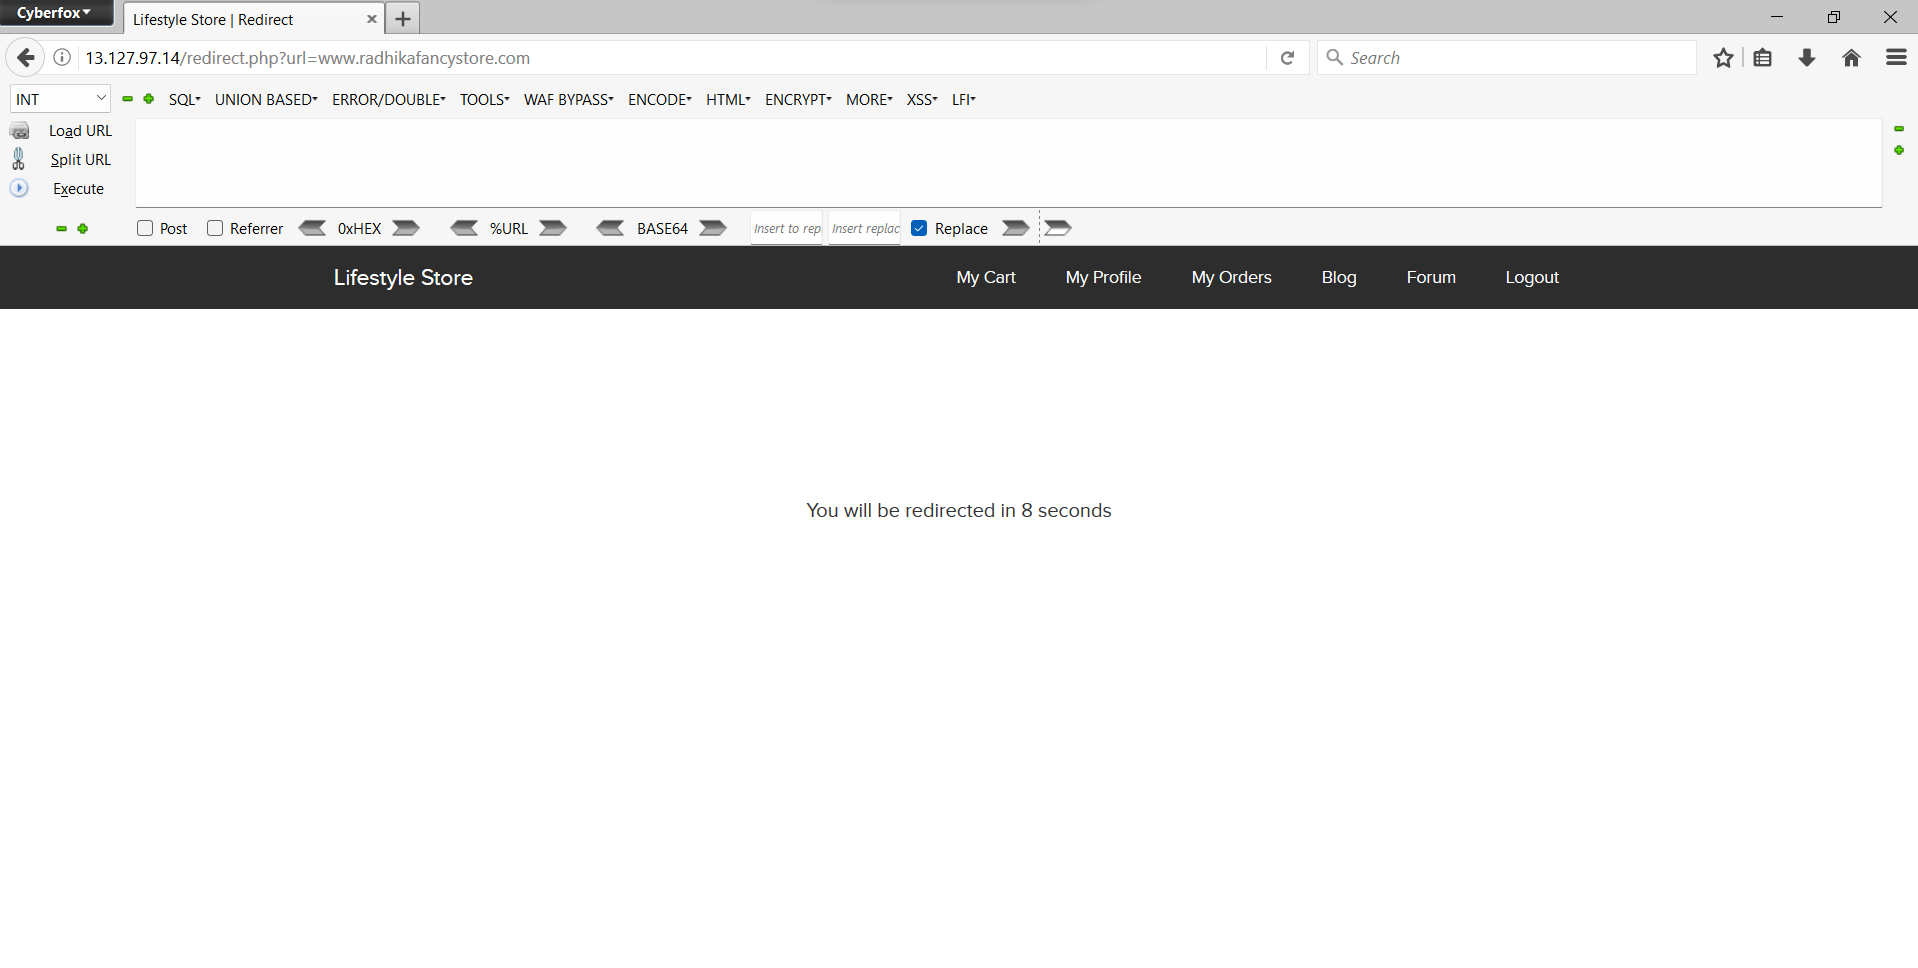 Cyberfox
Lifestyle Store | Redirect
13.127.97.14/redirect.php?url=www.radhikafancystore.com
Search
INT
SQL UNION BASED ERROR/DOUBLE TOOLS WAF BYPASS ENCODE HTML ENCRYPT MORE XSS LFI
Load URL
Split URL
Execute
Post Referrer 0xHEX %URL BASE64 Insert to rep Insert replac Replace
Lifestyle Store My Cart My Profile My Orders Blog Forum Logout
You will be redirected in 8 seconds